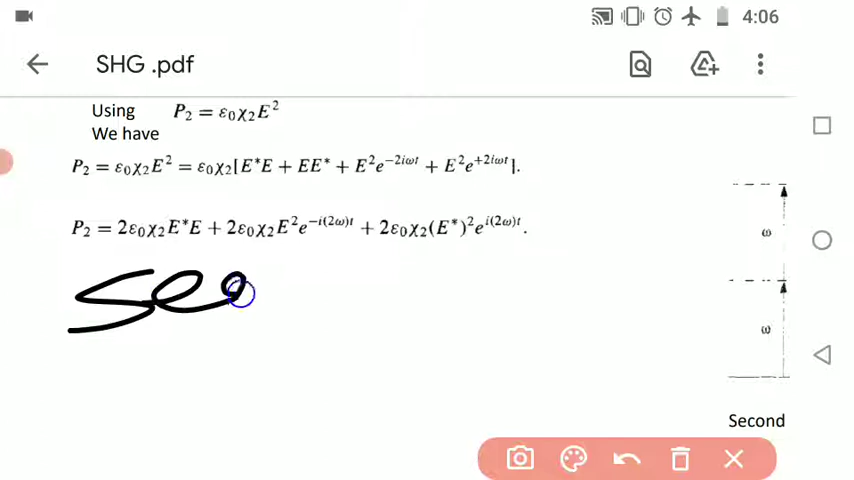 4:06
SHG .pdf
Using P₂ = ε₀χ₂E²
We have
P₂ = ε₀χ₂E² = ε₀χ₂[E*E + EE* + E²e⁻²ⁱωᵗ + E²e⁺²ⁱωᵗ].
P₂ = 2ε₀χ₂E*E + 2ε₀χ₂E²e^{-i(2ω)t} + 2ε₀χ₂(E*)²e^{i(2ω)t}.
ω
ω
Second